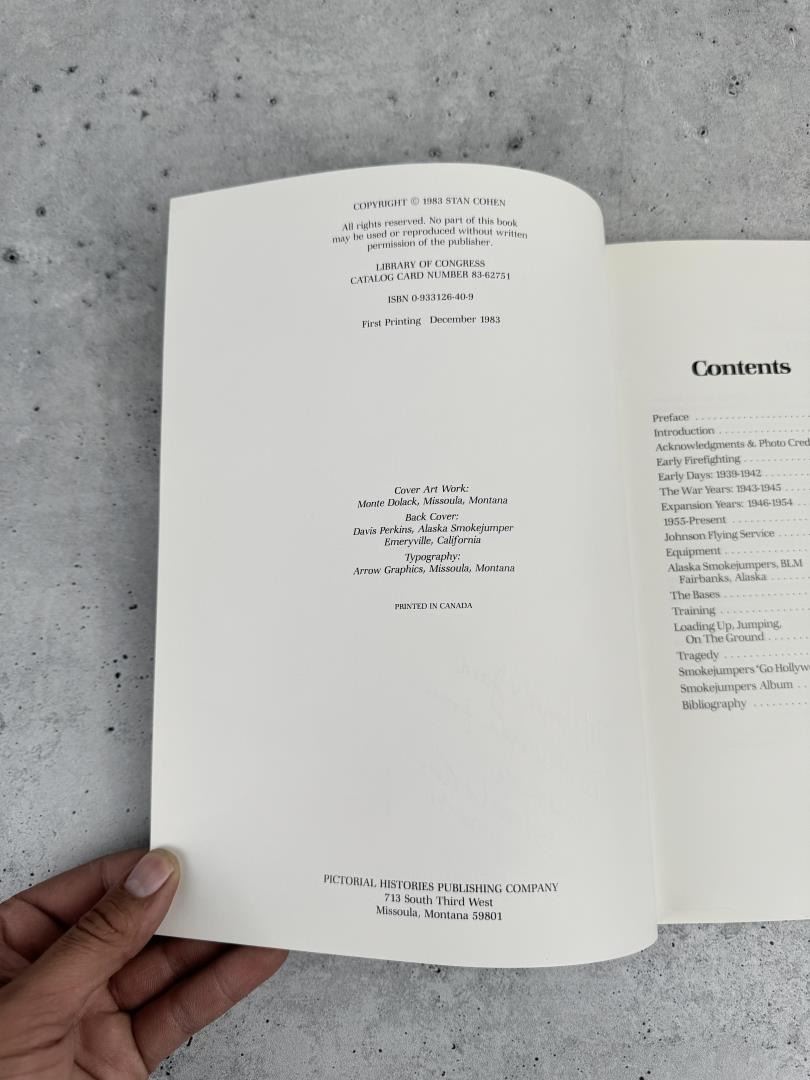 COPYRIGHT © 1983 STAN COHEN
All rights reserved. No part of this book
may be used or reproduced without written
permission of the publisher.
LIBRARY OF CONGRESS
CATALOG CARD NUMBER 83-62751
ISBN 0-933126-40-9
First Printing December 1983
Cover Art Work:
Monte Dolack, Missoula, Montana
Back Cover:
Davis Perkins, Alaska Smokejumper
Emeryville, California
Typography:
Arrow Graphics, Missoula, Montana
PRINTED IN CANADA
PICTORIAL HISTORIES PUBLISHING COMPANY
713 South Third West
Missoula, Montana 59801
Contents
Preface . . . . . . . . . . . . . . . .
Introduction . . . . . . . . . . . .
Acknowledgments & Photo Cred
Early Firefighting . . . . . . . . .
Early Days: 1939-1942 . . . . . .
The War Years: 1943-1945 . . . .
Expansion Years: 1946-1954 . . .
1955-Present . . . . . . . . . . .
Johnson Flying Service . . . . .
Equipment . . . . . . . . . . . .
Alaska Smokejumpers, BLM
Fairbanks, Alaska . . . . . . .
The Bases . . . . . . . . . . . .
Training . . . . . . . . . . . . .
Loading Up, Jumping,
On The Ground . . . . . . .
Tragedy . . . . . . . . . . . . .
Smokejumpers "Go Hollywo
Smokejumpers Album . . .
Bibliography . . . . . . . . .